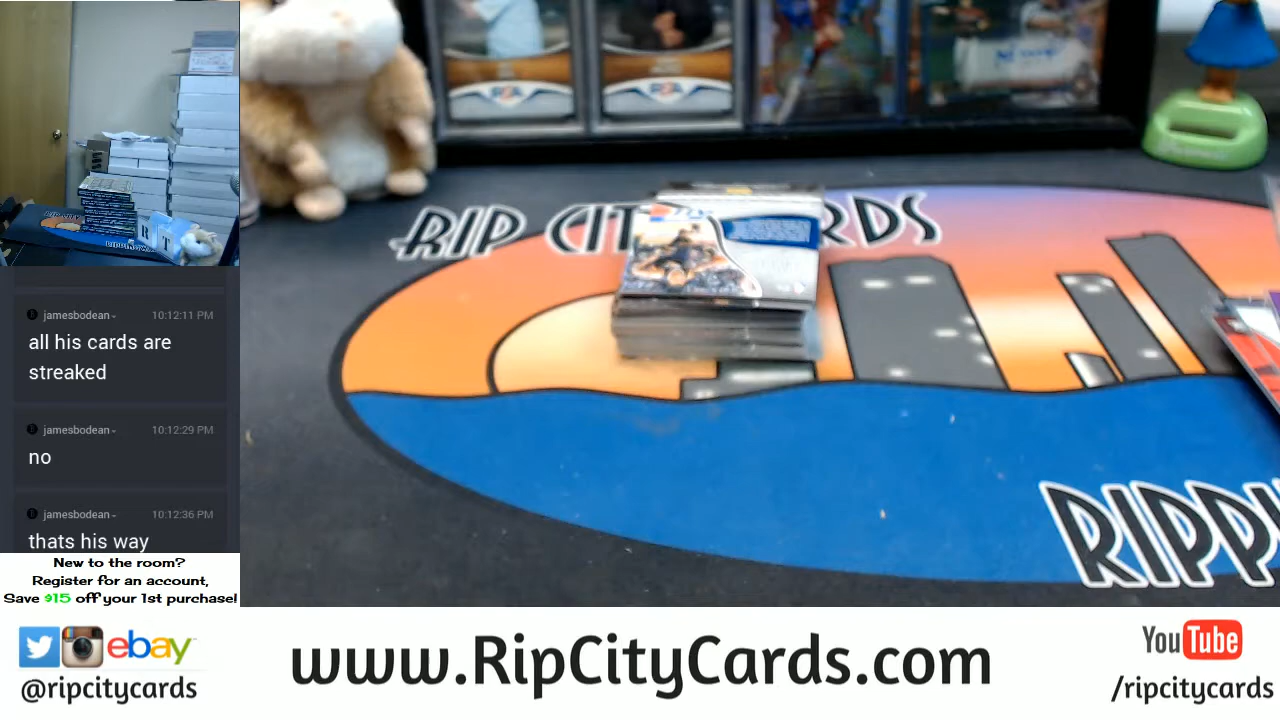 jamesbodean 10:12:11 PM
all his cards are
streaked
jamesbodean 10:12:29 PM
no
jamesbodean 10:12:36 PM
thats his way
New to the room?
Register for an account,
Save $15 off your 1st purchase!
RIP CIT RDS
RIPP
ebay
@ripcitycards
www.RipCityCards.com
YouTube
/ripcitycards